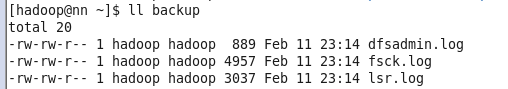 [hadoop@nn ~]$ ll backup
total 20
-rw-rw-r-- 1 hadoop hadoop  889 Feb 11 23:14 dfsadmin.log
-rw-rw-r-- 1 hadoop hadoop 4957 Feb 11 23:14 fsck.log
-rw-rw-r-- 1 hadoop hadoop 3037 Feb 11 23:14 lsr.log